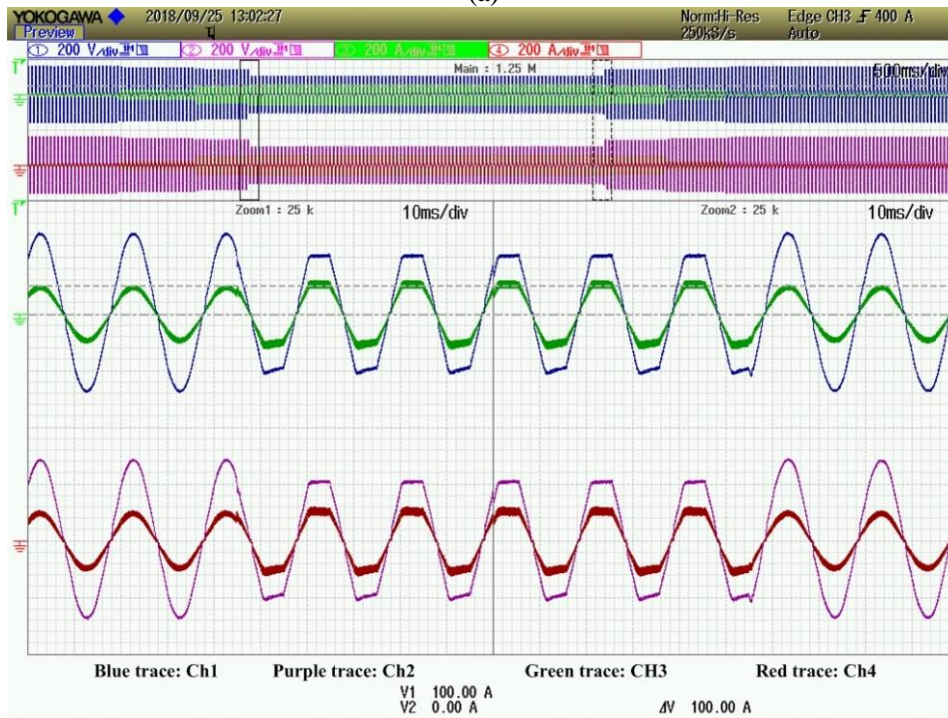 (a)
YOKOGAWA 2018/09/25 13:02:27 Norm:Hi-Res Edge CH3 400 A
Preview 250kS/s Auto
1 200 V/div 2 200 V/div 3 200 A/div 4 200 A/div
Main : 1.25 M 500ms/div
Zoom1 : 25 k 10ms/div Zoom2 : 25 k 10ms/div
Blue trace: Ch1 Purple trace: Ch2 Green trace: CH3 Red trace: Ch4
V1 100.00 A
V2 0.00 A ΔV 100.00 A